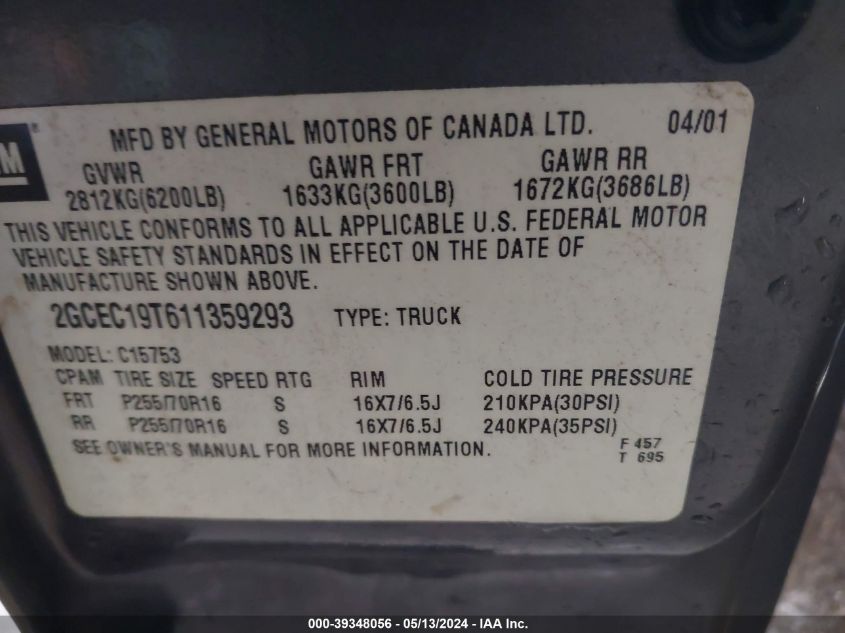 GM
MFD BY GENERAL MOTORS OF CANADA LTD. 04/01
GVWR GAWR FRT GAWR RR
2812KG(6200LB) 1633KG(3600LB) 1672KG(3686LB)
THIS VEHICLE CONFORMS TO ALL APPLICABLE U.S. FEDERAL MOTOR
VEHICLE SAFETY STANDARDS IN EFFECT ON THE DATE OF
MANUFACTURE SHOWN ABOVE.
2GCEC19T611359293 TYPE: TRUCK
MODEL: C15753
CPAM TIRE SIZE SPEED RTG RIM COLD TIRE PRESSURE
FRT P255/70R16 S 16X7/6.5J 210KPA(30PSI)
RR P255/70R16 S 16X7/6.5J 240KPA(35PSI)
SEE OWNER'S MANUAL FOR MORE INFORMATION.
F 457
T 695
000-39348056 - 05/13/2024 - IAA Inc.